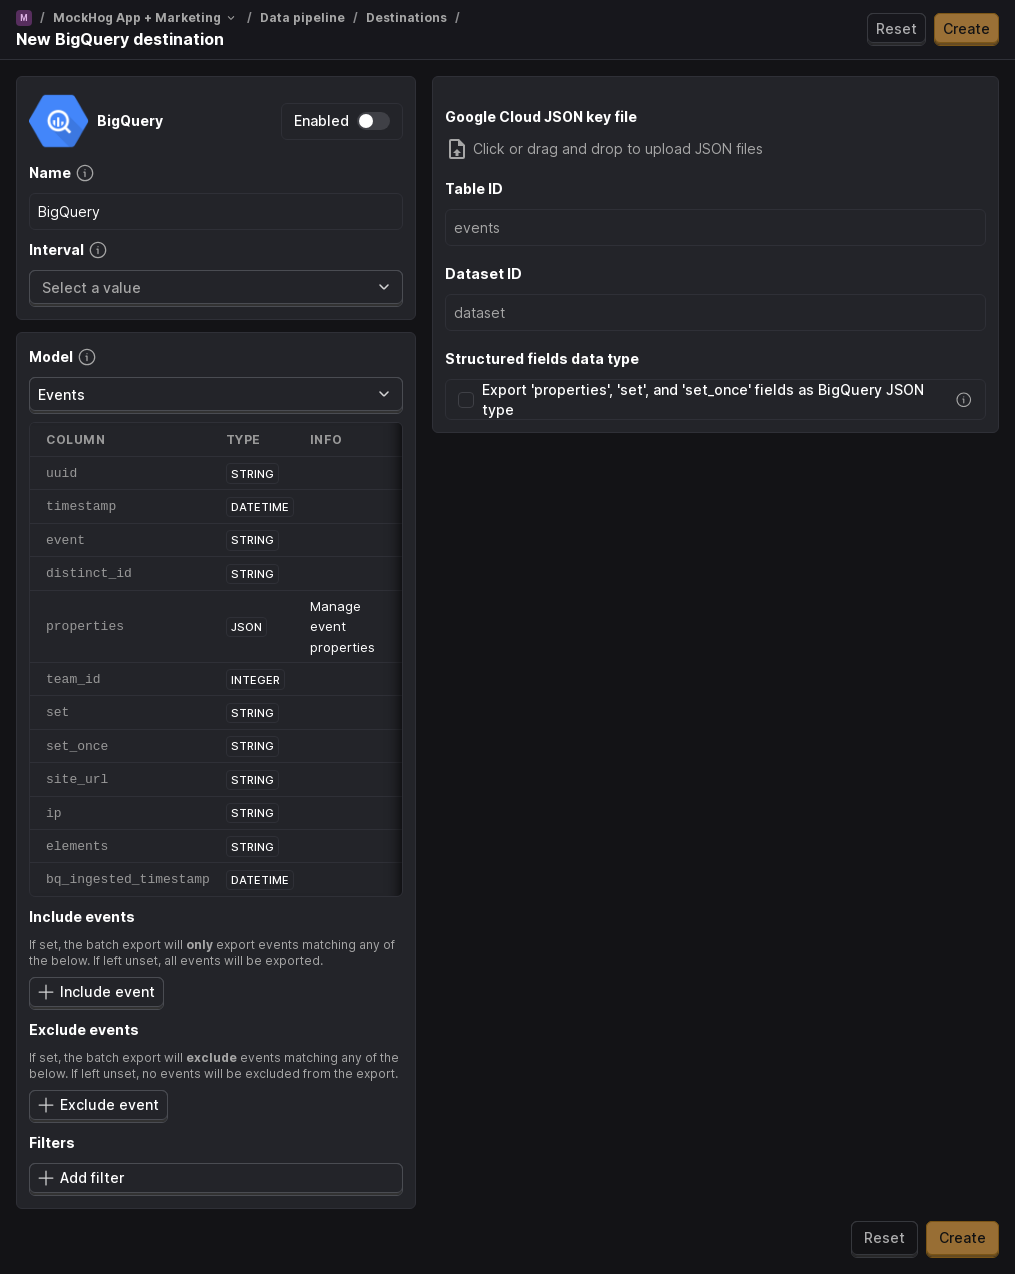 M / MockHog App + Marketing / Data pipeline / Destinations /
New BigQuery destination
Reset
Create
BigQuery
Enabled
Name
BigQuery
Interval
Select a value
Model
Events
COLUMN TYPE INFO
uuid STRING
timestamp DATETIME
event STRING
distinct_id STRING
properties JSON Manage event properties
team_id INTEGER
set STRING
set_once STRING
site_url STRING
ip STRING
elements STRING
bq_ingested_timestamp DATETIME
Include events
If set, the batch export will only export events matching any of
the below. If left unset, all events will be exported.
Include event
Exclude events
If set, the batch export will exclude events matching any of the
below. If left unset, no events will be excluded from the export.
Exclude event
Filters
Add filter
Google Cloud JSON key file
Click or drag and drop to upload JSON files
Table ID
events
Dataset ID
dataset
Structured fields data type
Export 'properties', 'set', and 'set_once' fields as BigQuery JSON
type
Reset
Create